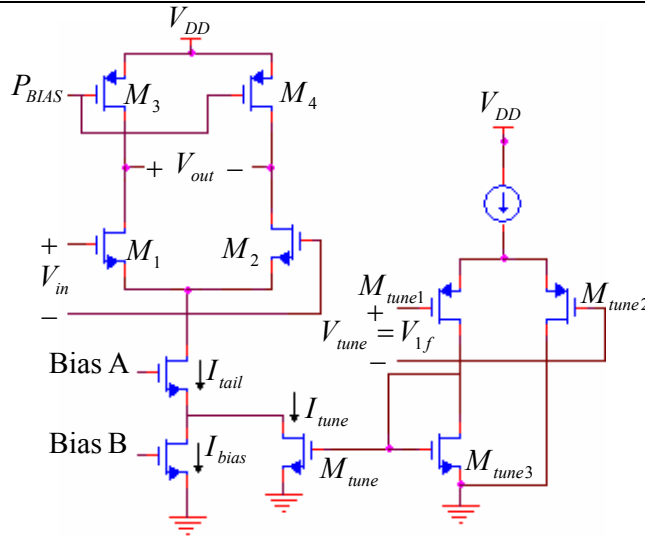 V_DD
P_BIAS
M_3
M_4
V_DD
+ V_out −
+
V_in
−
M_1
M_2
M_tune1
M_tune2
+
V_tune = V_1f
−
Bias A
I_tail
I_tune
Bias B
I_bias
M_tune
M_tune3